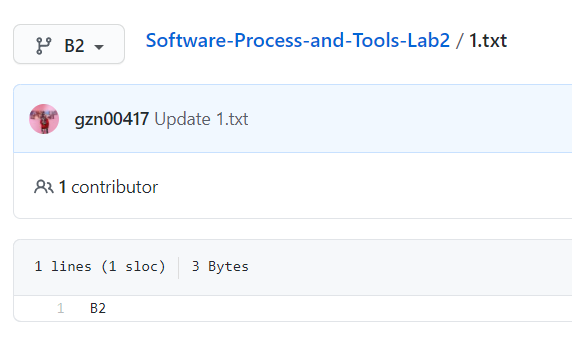 B2
Software-Process-and-Tools-Lab2 / 1.txt
gzn00417 Update 1.txt
1 contributor
1 lines (1 sloc) 3 Bytes
1 B2